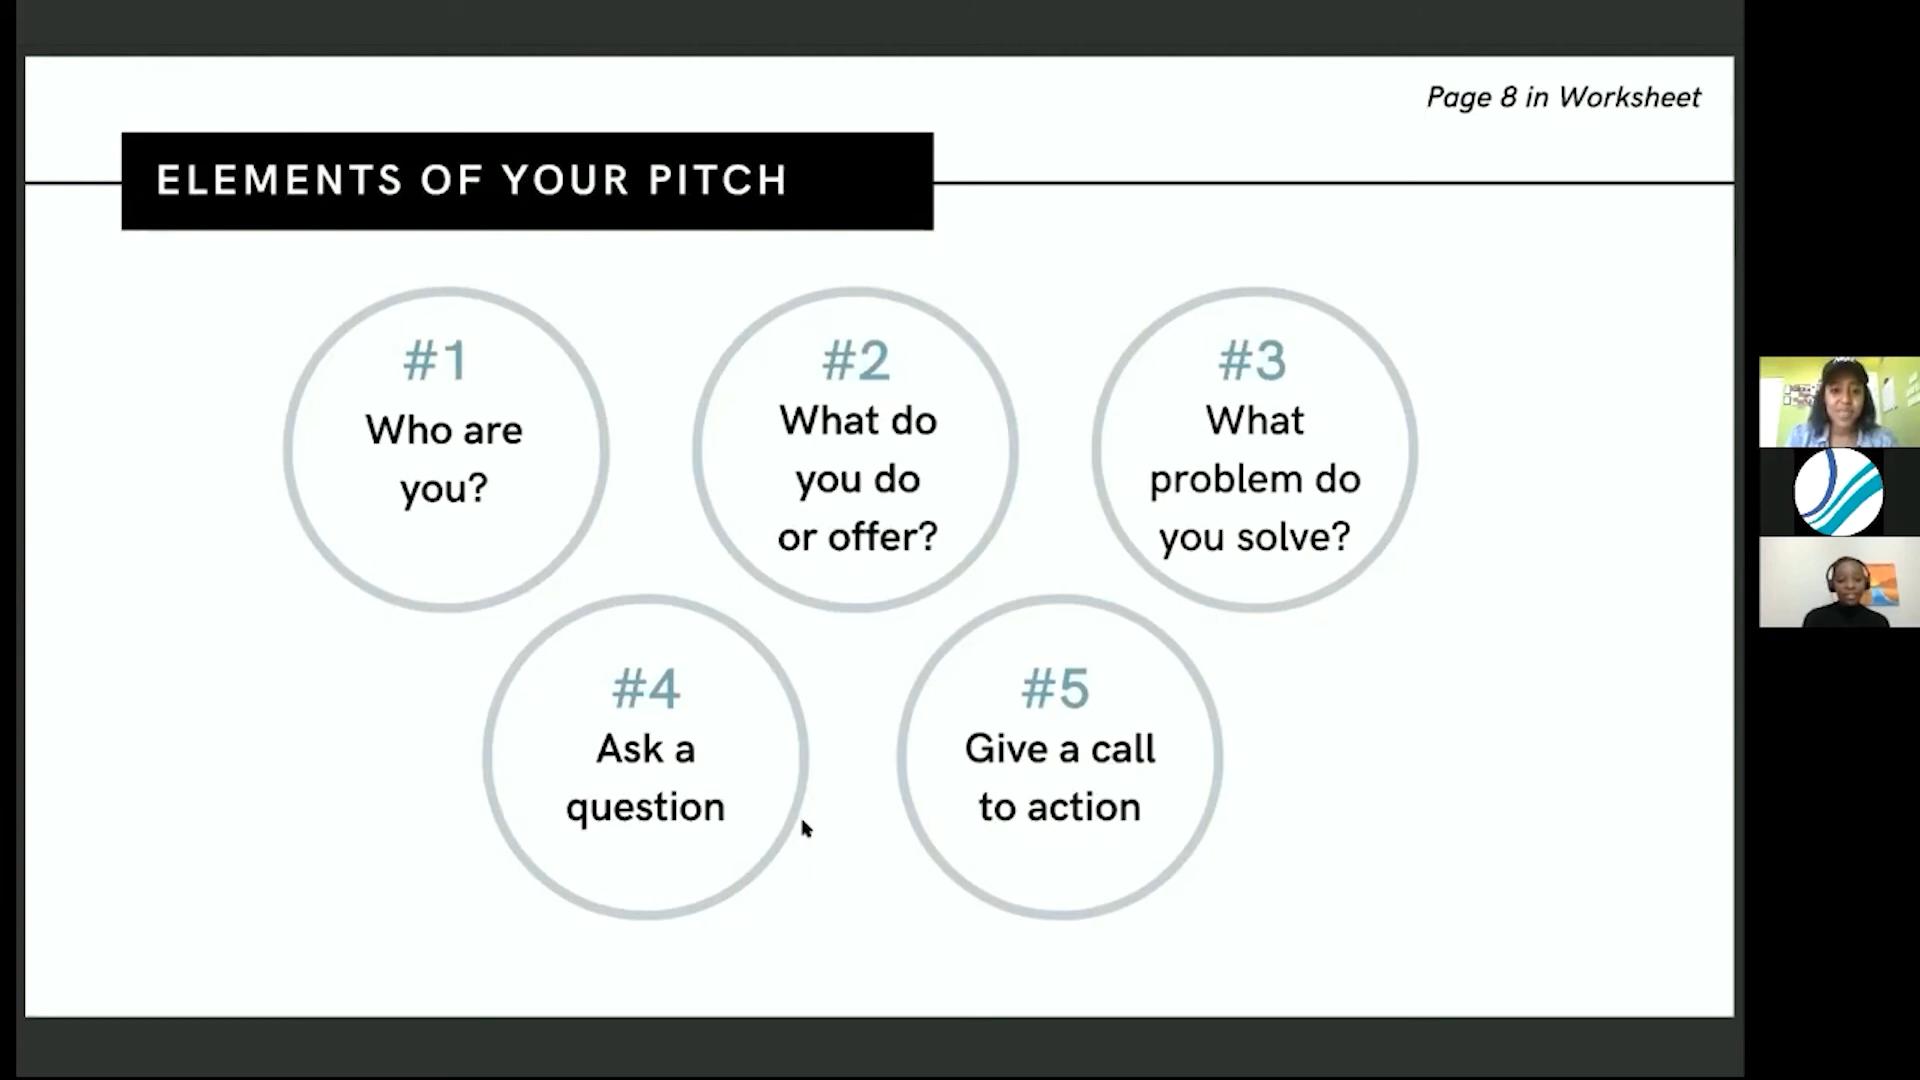 Page 8 in Worksheet
ELEMENTS OF YOUR PITCH
#1
Who are
you?
#2
What do
you do
or offer?
#3
What
problem do
you solve?
#4
Ask a
question
#5
Give a call
to action